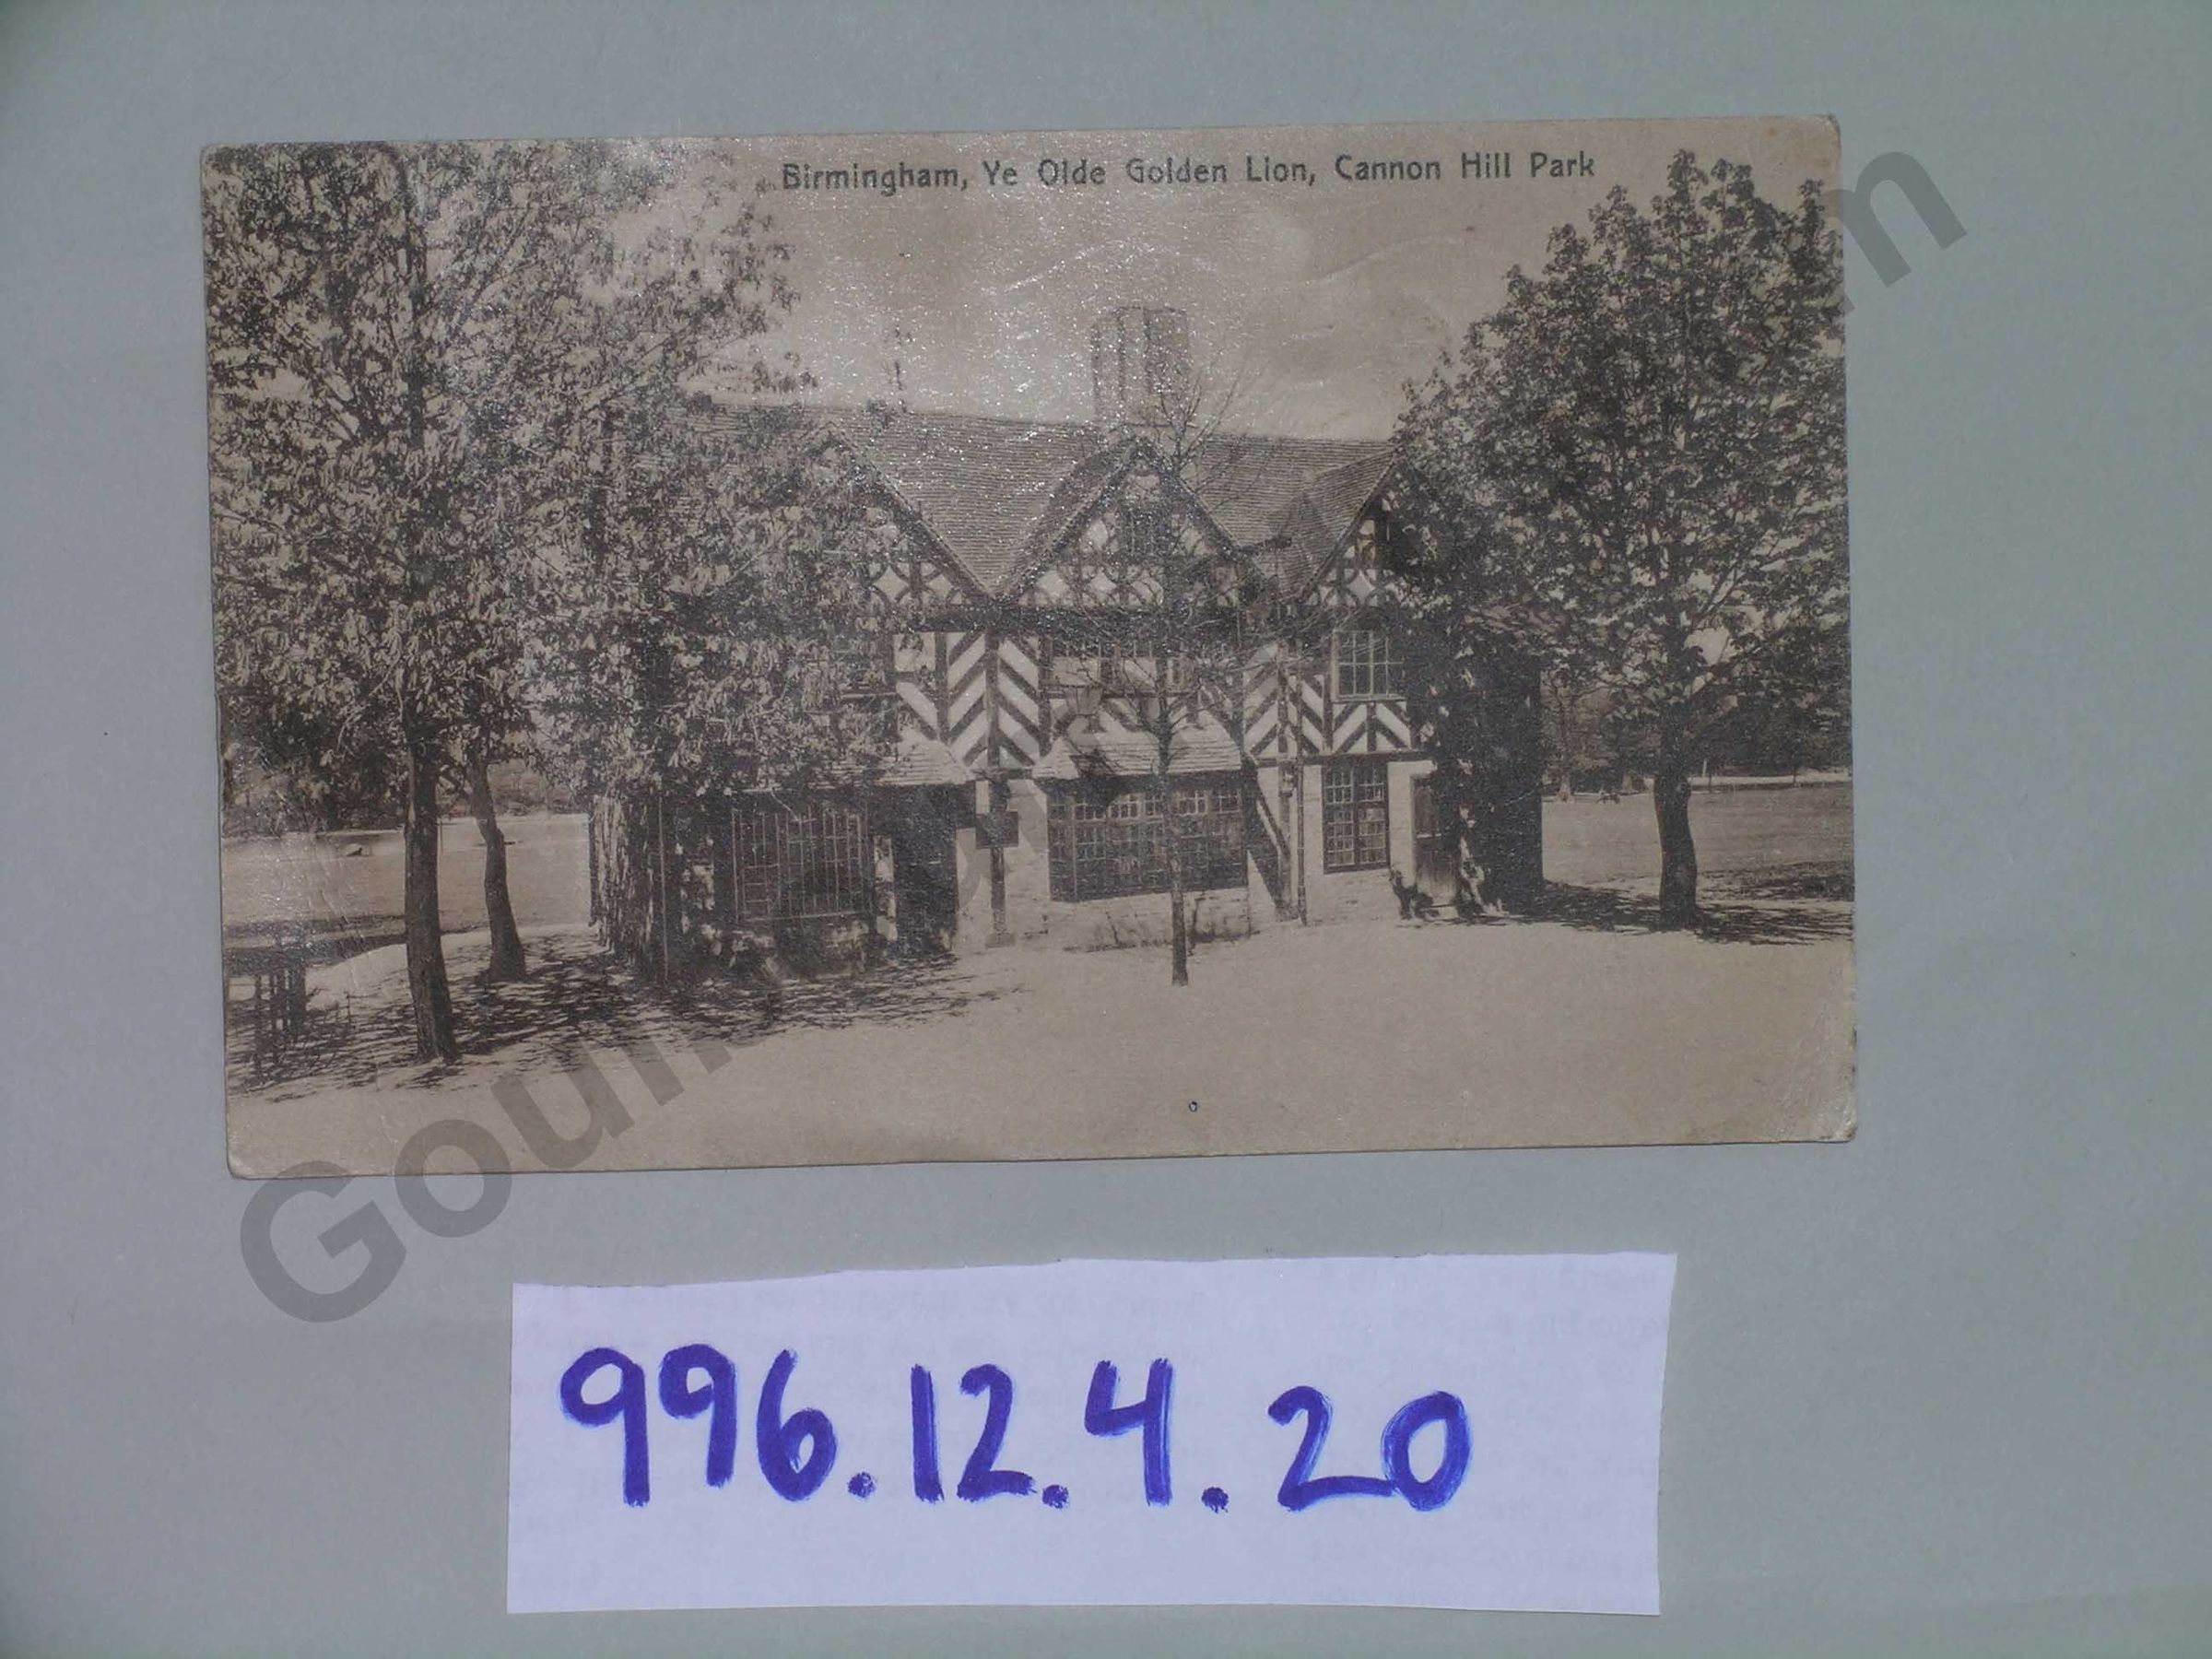 Birmingham, Ye Olde Golden Lion, Cannon Hill Park
996.12.4.20